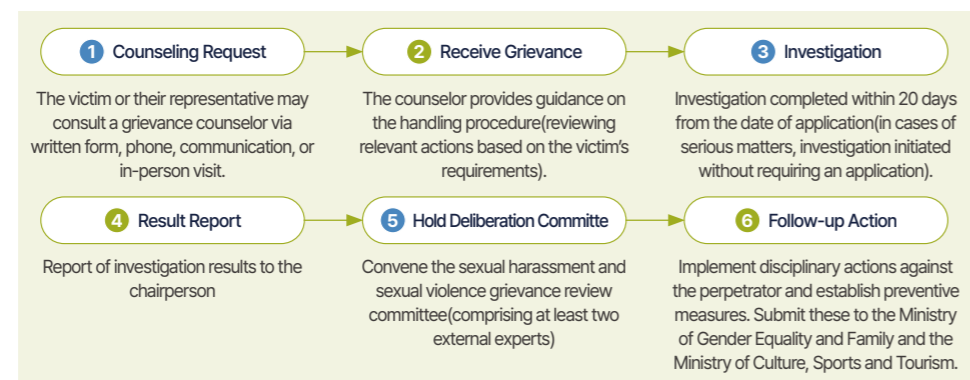 1 Counseling Request
The victim or their representative may
consult a grievance counselor via
written form, phone, communication, or
in-person visit.
2 Receive Grievance
The counselor provides guidance on
the handling procedure(reviewing
relevant actions based on the victim's
requirements).
3 Investigation
Investigation completed within 20 days
from the date of application(in cases of
serious matters, investigation initiated
without requiring an application).
4 Result Report
Report of investigation results to the
chairperson
5 Hold Deliberation Committe
Convene the sexual harassment and
sexual violence grievance review
committee(comprising at least two
external experts)
6 Follow-up Action
Implement disciplinary actions against
the perpetrator and establish preventive
measures. Submit these to the Ministry
of Gender Equality and Family and the
Ministry of Culture, Sports and Tourism.